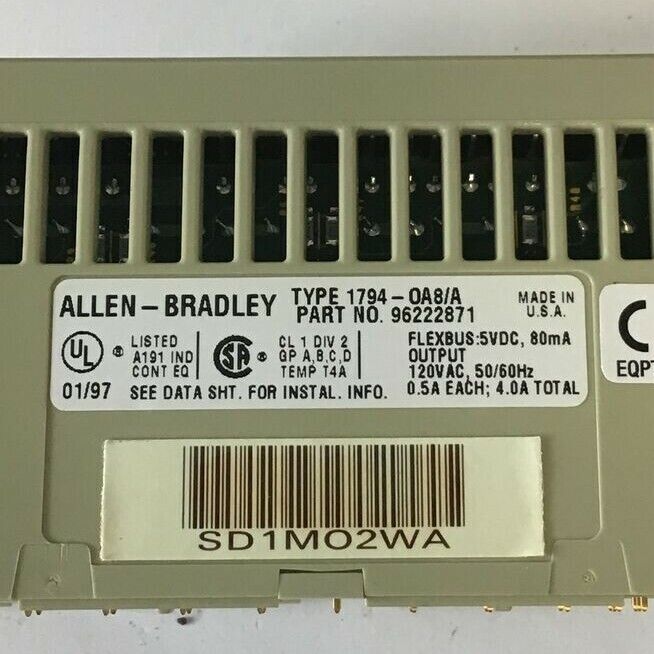 ALLEN-BRADLEY TYPE 1794-OA8/A
PART NO. 96222871
MADE IN
U.S.A.
UL ® LISTED
A191 IND
CONT EQ
SA ® CL 1 DIV 2
GP A,B,C,D
TEMP T4A
FLEXBUS:5VDC, 80mA
OUTPUT
120VAC, 50/60Hz
0.5A EACH; 4.0A TOTAL
01/97 SEE DATA SHT. FOR INSTAL. INFO.
C
EQPT
SD1MO2WA